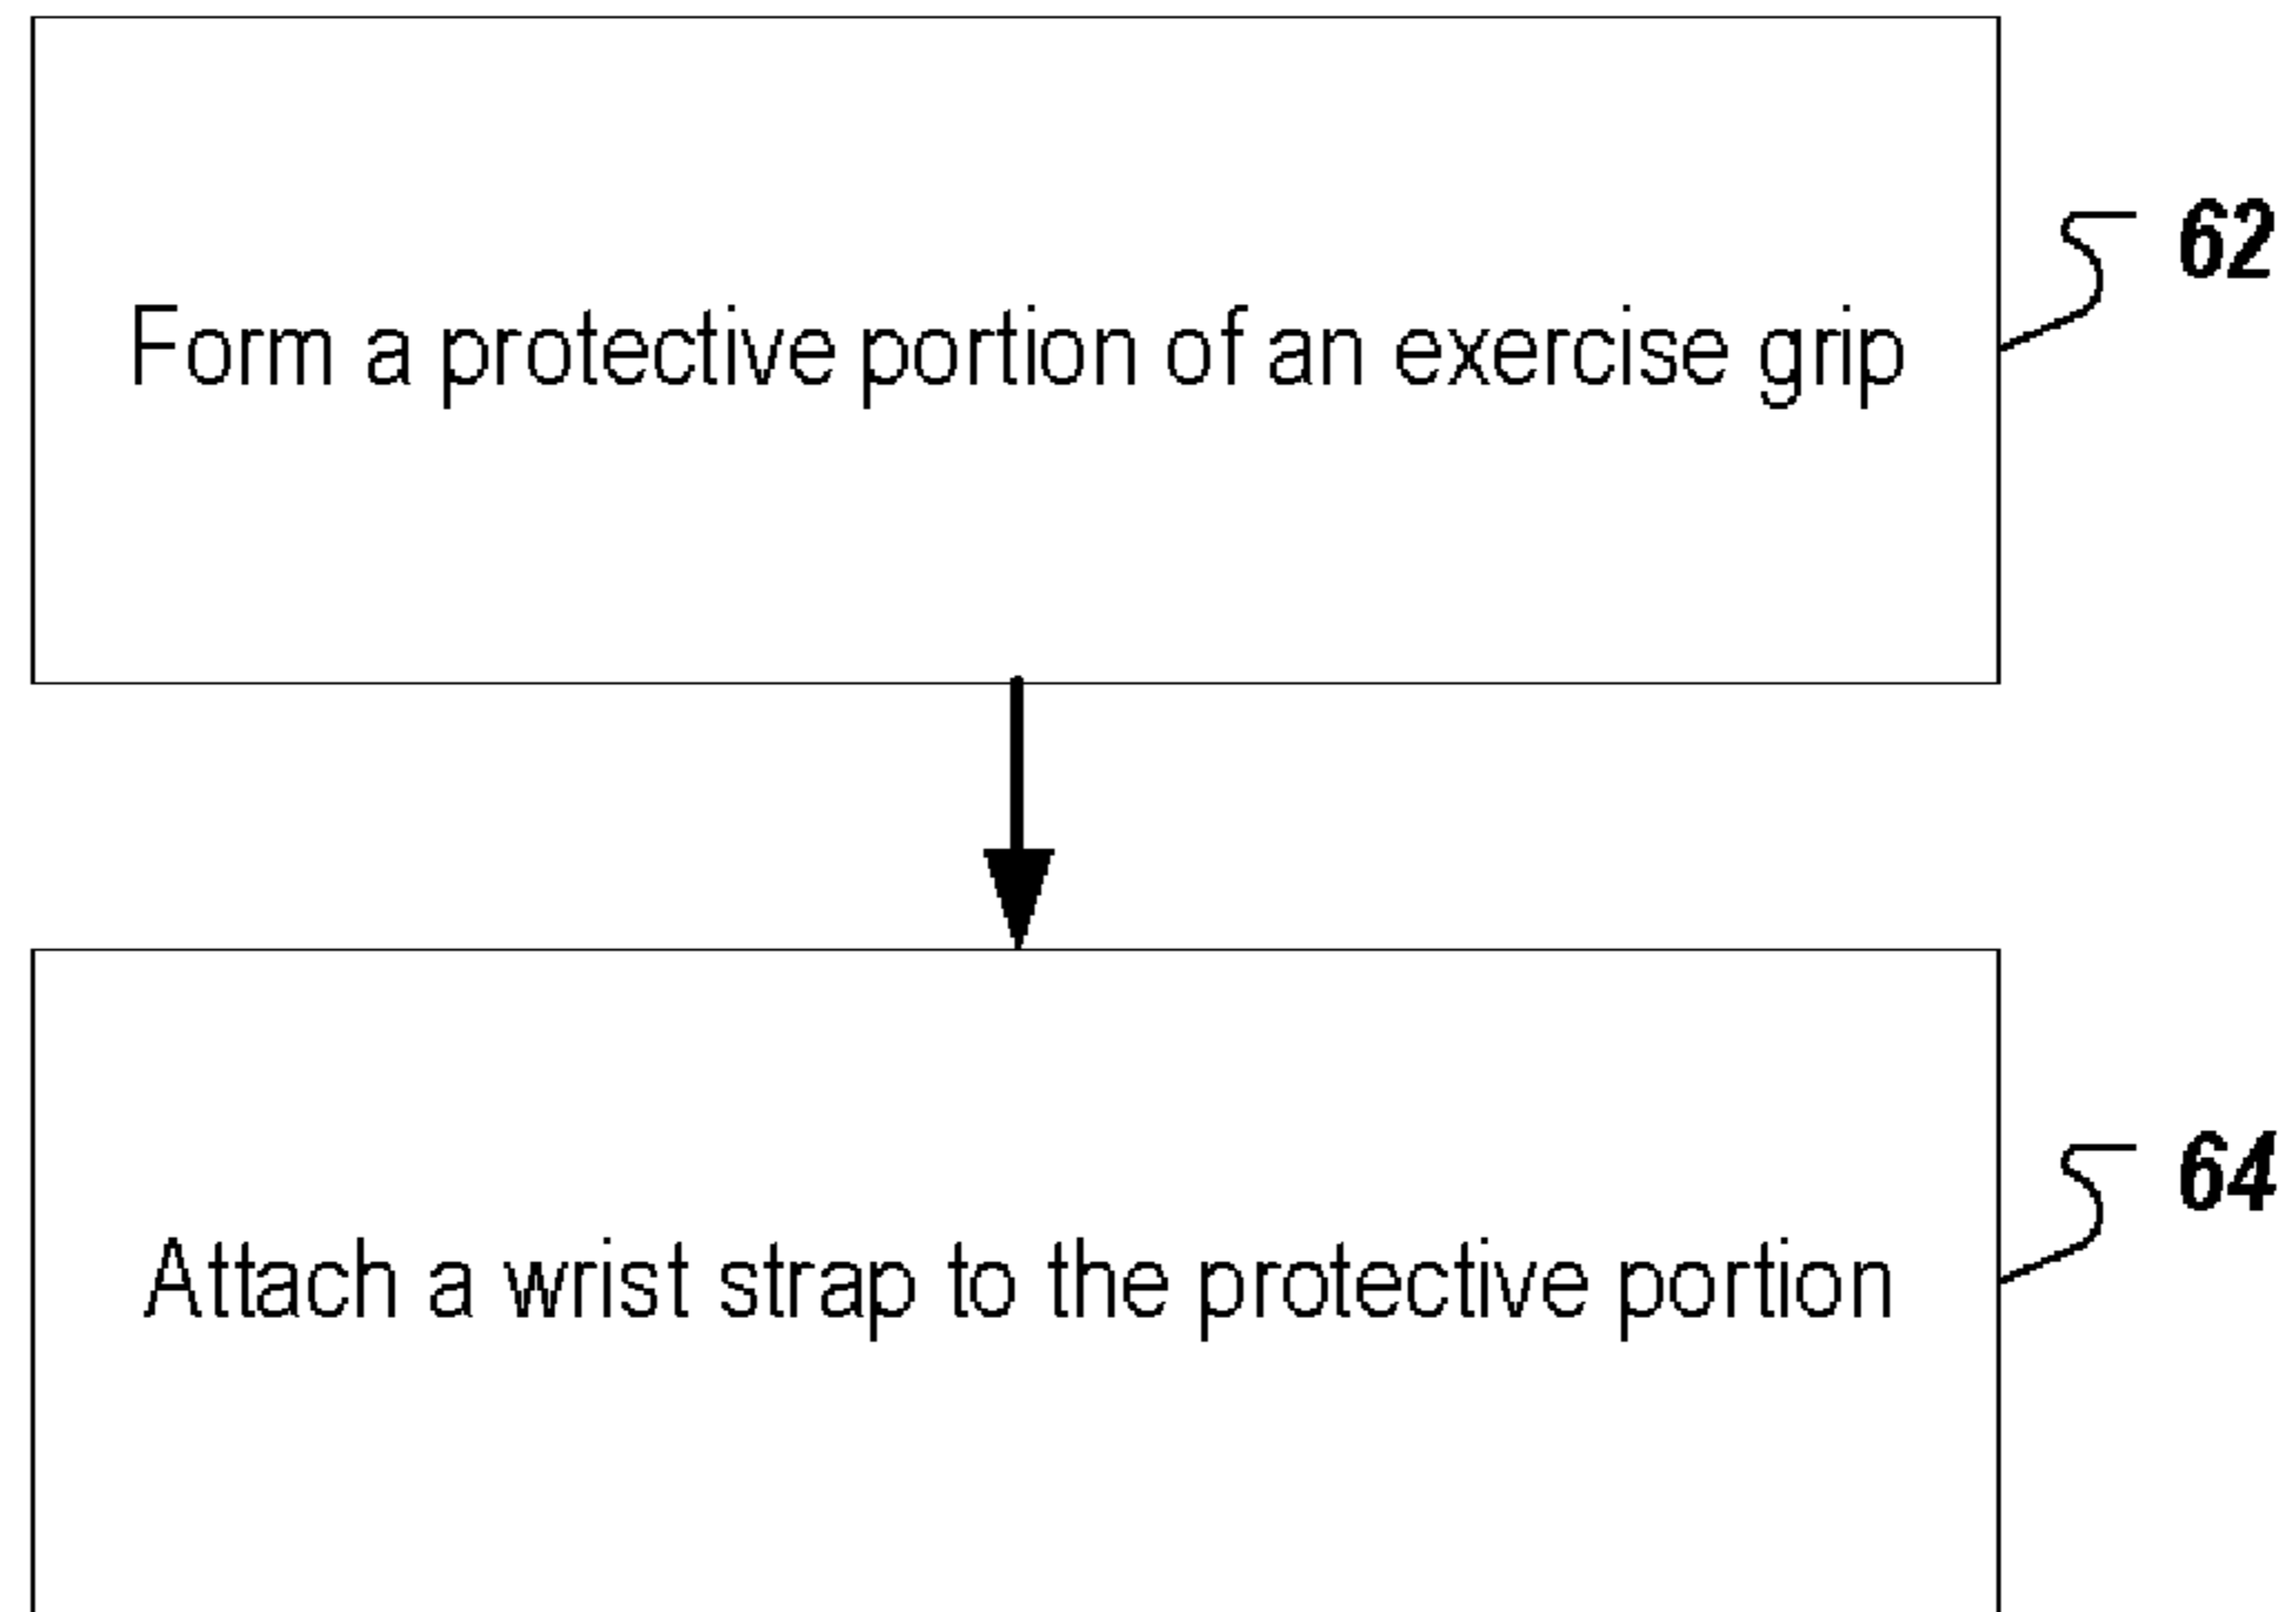 Form a protective portion of an exercise grip
62
Attach a wrist strap to the protective portion
64